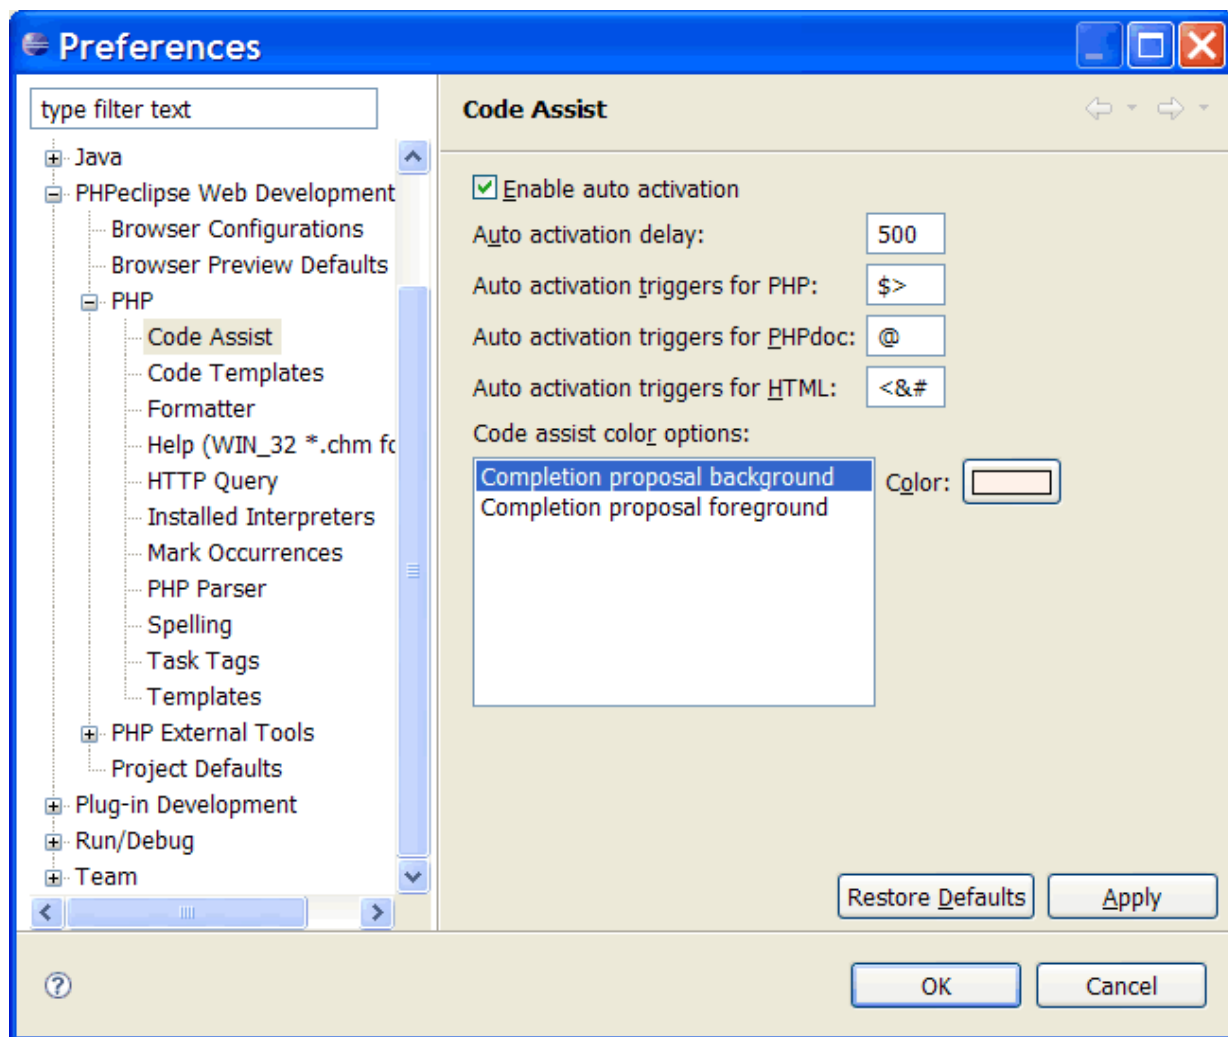 Preferences
type filter text
Java
PHPeclipse Web Development
Browser Configurations
Browser Preview Defaults
PHP
Code Assist
Code Templates
Formatter
Help (WIN_32 *.chm fo
HTTP Query
Installed Interpreters
Mark Occurrences
PHP Parser
Spelling
Task Tags
Templates
PHP External Tools
Project Defaults
Plug-in Development
Run/Debug
Team
Code Assist
Enable auto activation
Auto activation delay: 500
Auto activation triggers for PHP: $>
Auto activation triggers for PHPdoc: @
Auto activation triggers for HTML: <&#
Code assist color options:
Completion proposal background
Completion proposal foreground
Color:
Restore Defaults Apply
OK Cancel